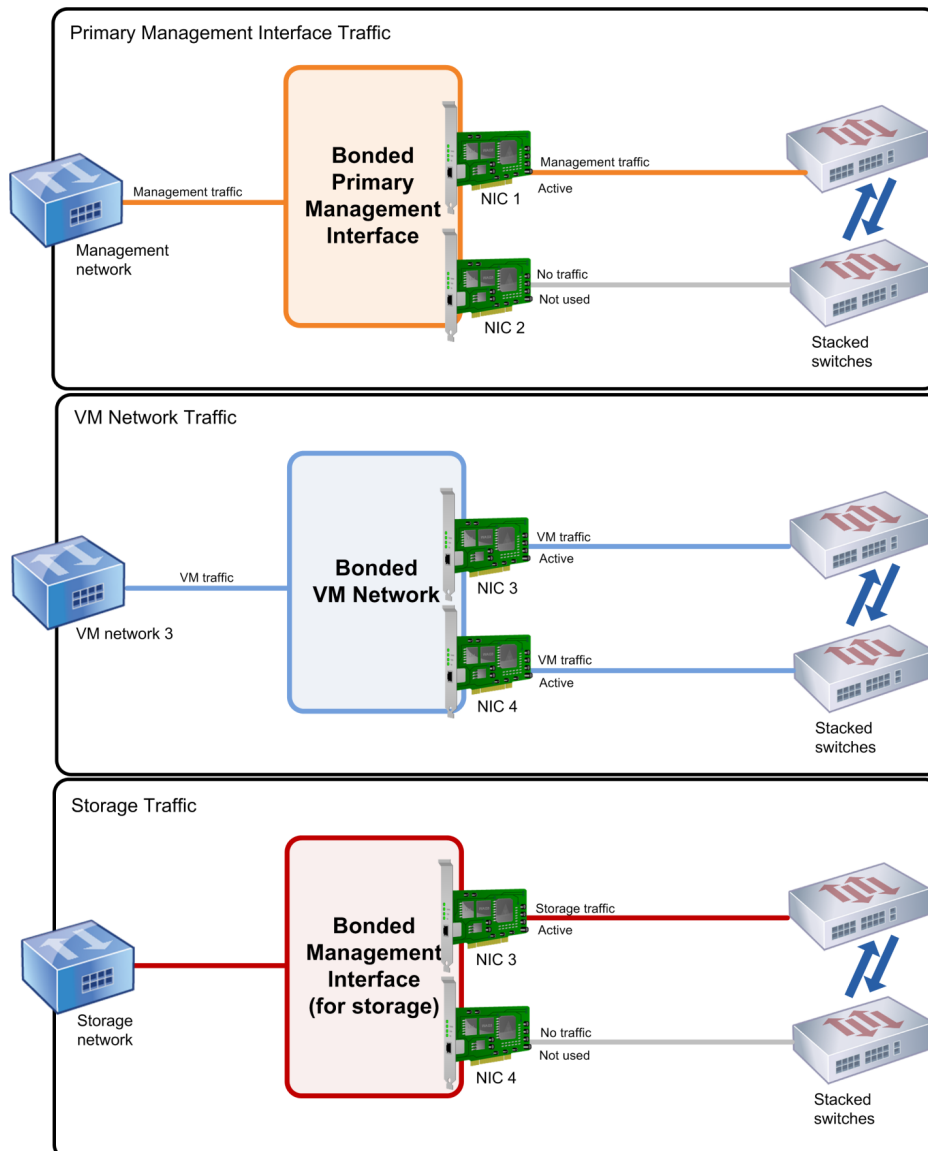 Primary Management Interface Traffic
Bonded
Primary
Management
Interface
Management traffic
Management
network
NIC 1
Management traffic
Active
NIC 2
No traffic
Not used
Stacked
switches
VM Network Traffic
Bonded
VM Network
VM traffic
VM network 3
NIC 3
VM traffic
Active
NIC 4
VM traffic
Active
Stacked
switches
Storage Traffic
Bonded
Management
Interface
(for storage)
Storage
network
NIC 3
Storage traffic
Active
NIC 4
No traffic
Not used
Stacked
switches